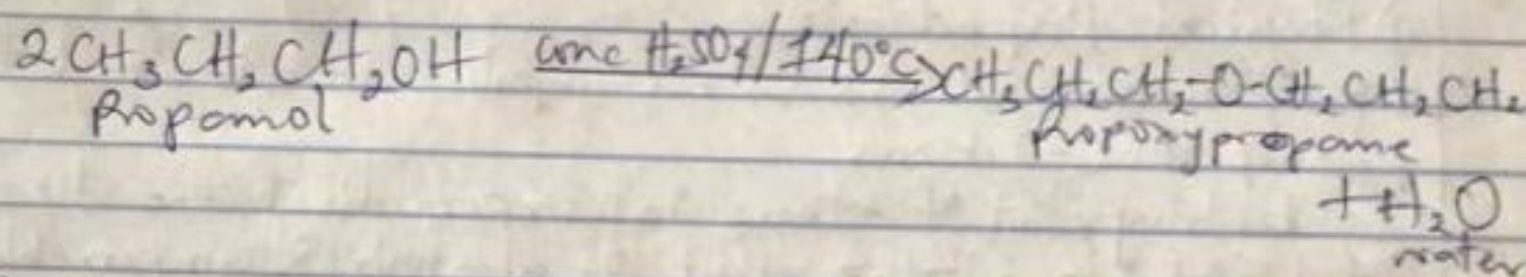 2CH₃CH₂CH₂OH conc H₂SO₄/140°C> CH₃CH₂CH₂-O-CH₂CH₂CH₂
Propanol Propoxypropane
+ H₂O
water